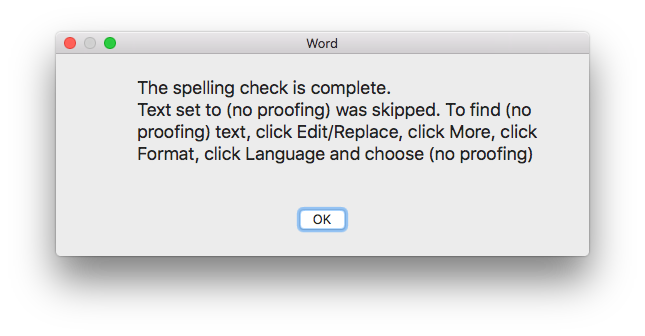 Word
The spelling check is complete.
Text set to (no proofing) was skipped. To find (no
proofing) text, click Edit/Replace, click More, click
Format, click Language and choose (no proofing)
OK